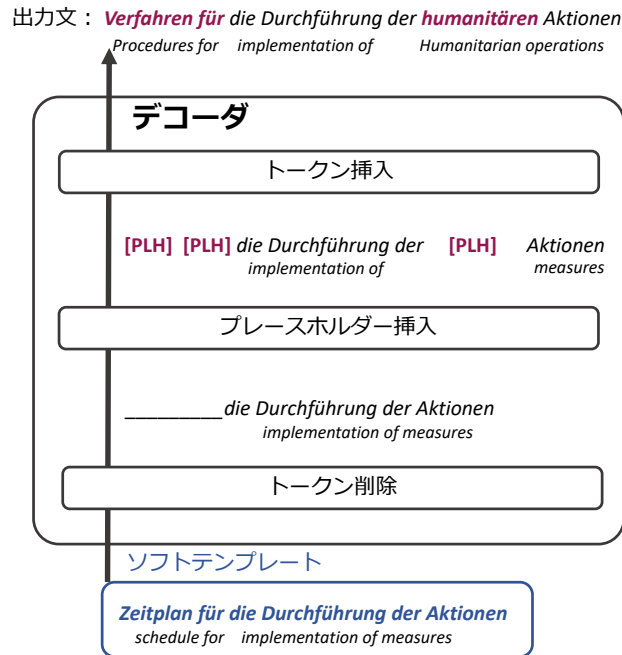 出力文： Verfahren für die Durchführung der humanitären Aktionen
Procedures for implementation of Humanitarian operations
デコーダ
トークン挿入
[PLH] [PLH] die Durchführung der [PLH] Aktionen
implementation of measures
プレースホルダー挿入
_________die Durchführung der Aktionen
implementation of measures
トークン削除
ソフトテンプレート
Zeitplan für die Durchführung der Aktionen
schedule for implementation of measures